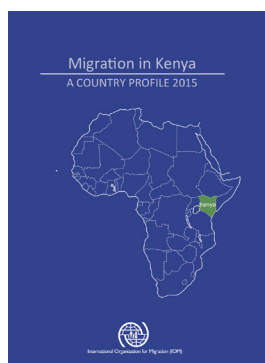 Migration in Kenya
A COUNTRY PROFILE 2015
Kenya
International Organization for Migration (IOM)